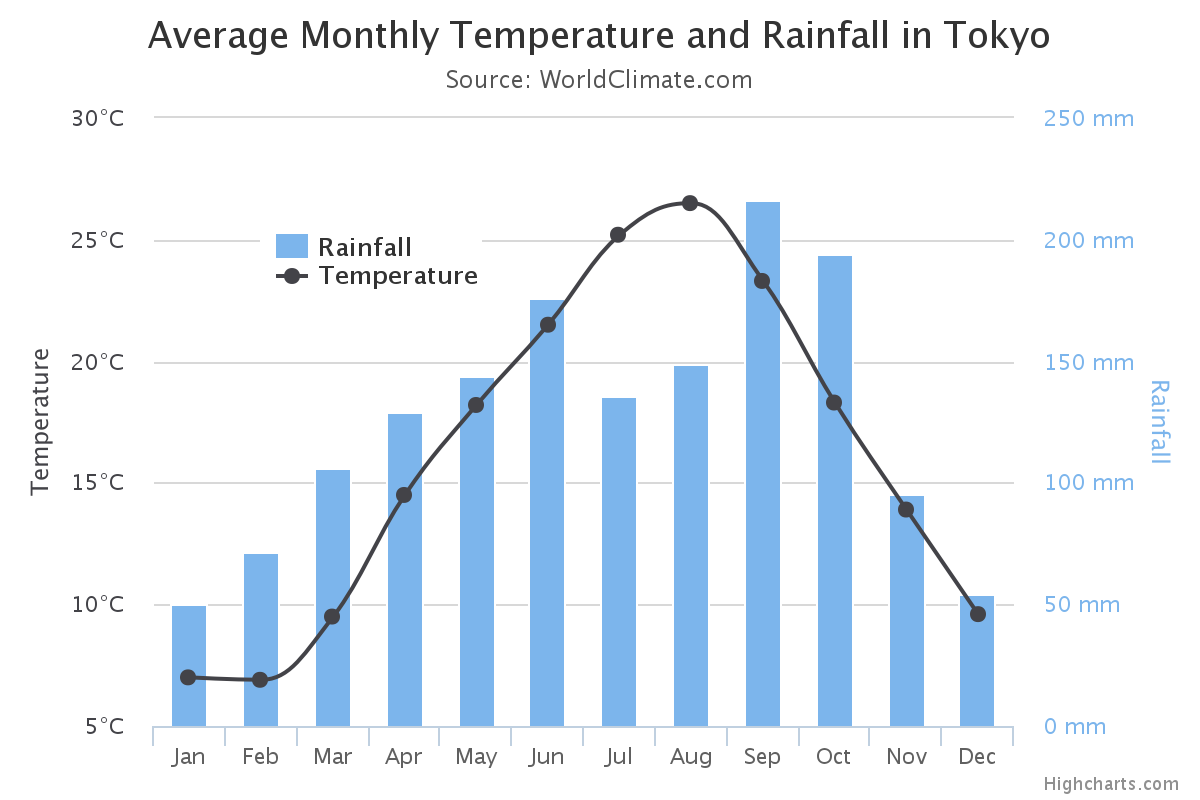 Average Monthly Temperature and Rainfall in Tokyo
Source: WorldClimate.com
30°C
25°C
20°C
15°C
10°C
5°C
Temperature
250 mm
200 mm
150 mm
100 mm
50 mm
0 mm
Rainfall
Rainfall
Temperature
Jan Feb Mar Apr May Jun Jul Aug Sep Oct Nov Dec
Highcharts.com